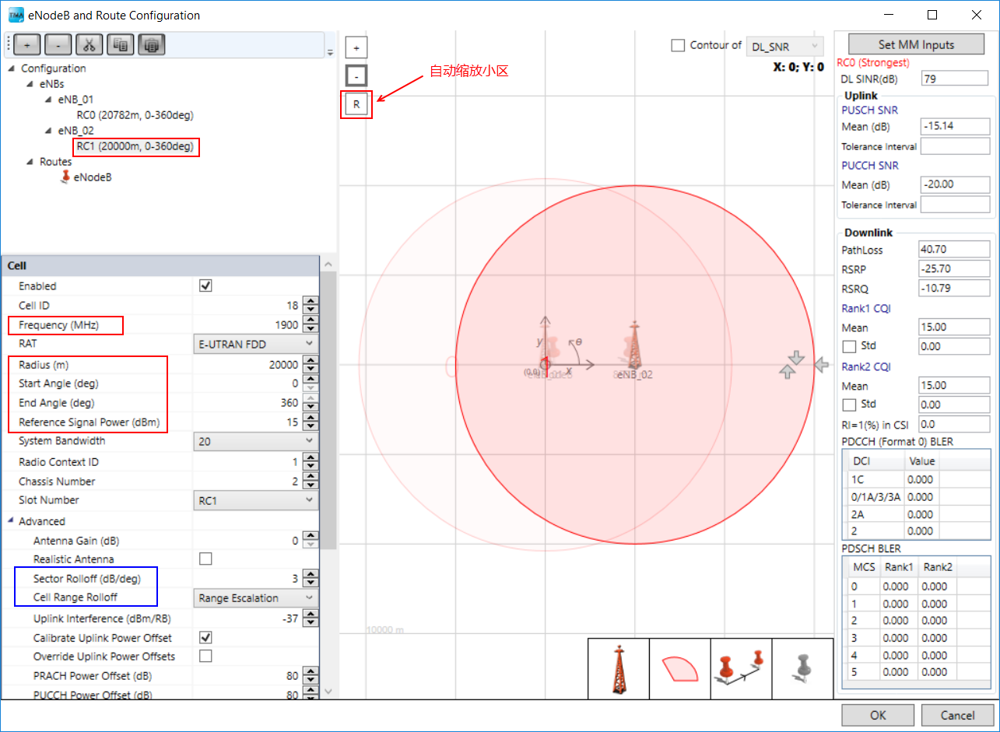 TMA eNodeB and Route Configuration
+ -
Configuration
eNBs
eNB_01
RC0 (20782m, 0-360deg)
eNB_02
RC1 (20000m, 0-360deg)
Routes
eNodeB
Cell
Enabled
Cell ID 18
Frequency (MHz) 1900
RAT E-UTRAN FDD
Radius (m) 20000
Start Angle (deg) 0
End Angle (deg) 360
Reference Signal Power (dBm) 15
System Bandwidth 20
Radio Context ID 1
Chassis Number 2
Slot Number RC1
Advanced
Antenna Gain (dB) 0
Realistic Antenna
Sector Rolloff (dB/deg) 3
Cell Range Rolloff Range Escalation
Uplink Interference (dBm/RB) -37
Calibrate Uplink Power Offset
Override Uplink Power Offsets
PRACH Power Offset (dB) 80
PUCCH Power Offset (dB) 80
+
-
R
自动缩放小区
Contour of DL_SNR
X: 0; Y: 0
y θ
(0,0) x
eNB_02
10000 m
Set MM Inputs
RC0 (Strongest)
DL SINR(dB) 79
Uplink
PUSCH SNR
Mean (dB) -15.14
Tolerance Interval
PUCCH SNR
Mean (dB) -20.00
Tolerance Interval
Downlink
PathLoss 40.70
RSRP -25.70
RSRQ -10.79
Rank1 CQI
Mean 15.00
Std 0.00
Rank2 CQI
Mean 15.00
Std 0.00
RI=1(%) in CSI 0.0
PDCCH (Format 0) BLER
DCI Value
1C 0.000
0/1A/3/3A 0.000
2A 0.000
2 0.000
PDSCH BLER
MCS Rank1 Rank2
0 0.000 0.000
1 0.000 0.000
2 0.000 0.000
3 0.000 0.000
4 0.000 0.000
5 0.000 0.000
OK Cancel